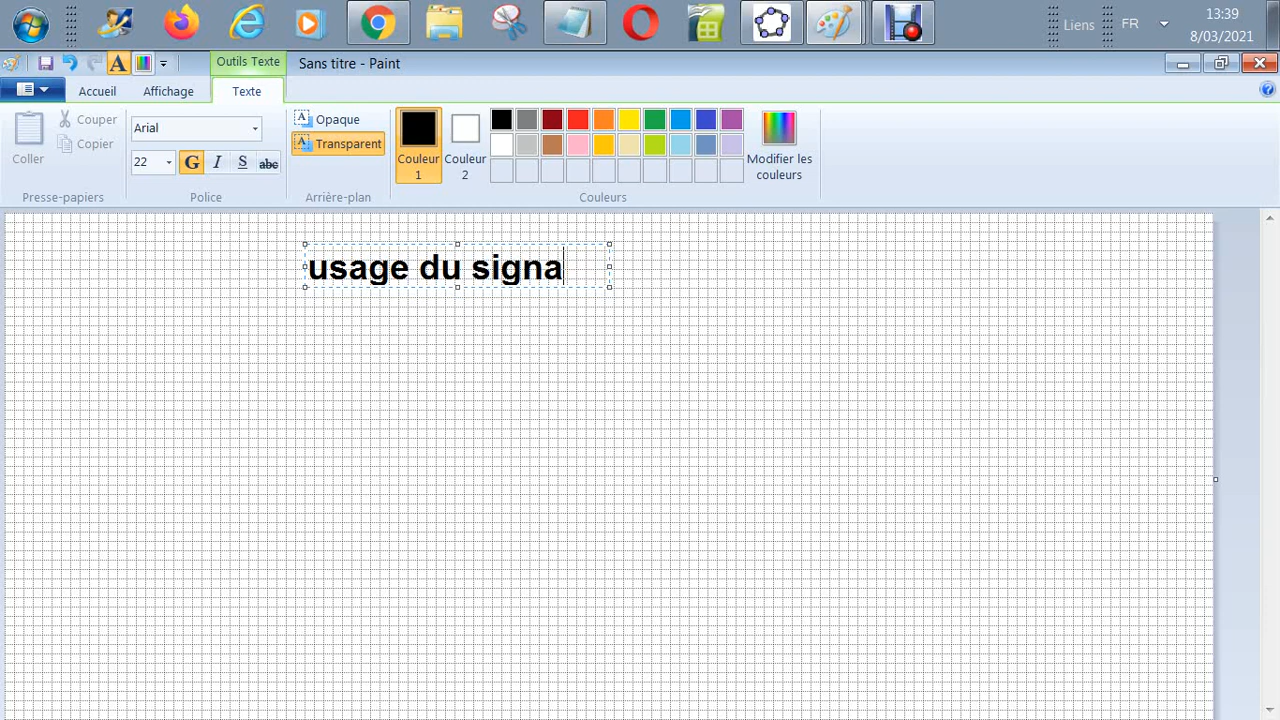 13:39
Liens FR
8/03/2021
Outils Texte
Sans titre - Paint
Accueil Affichage Texte
Coller
Couper
Copier
Presse-papiers
Arial
22 G I S abc
Police
Opaque
Transparent
Arrière-plan
Couleur 1
Couleur 2
Modifier les couleurs
Couleurs
usage du signa